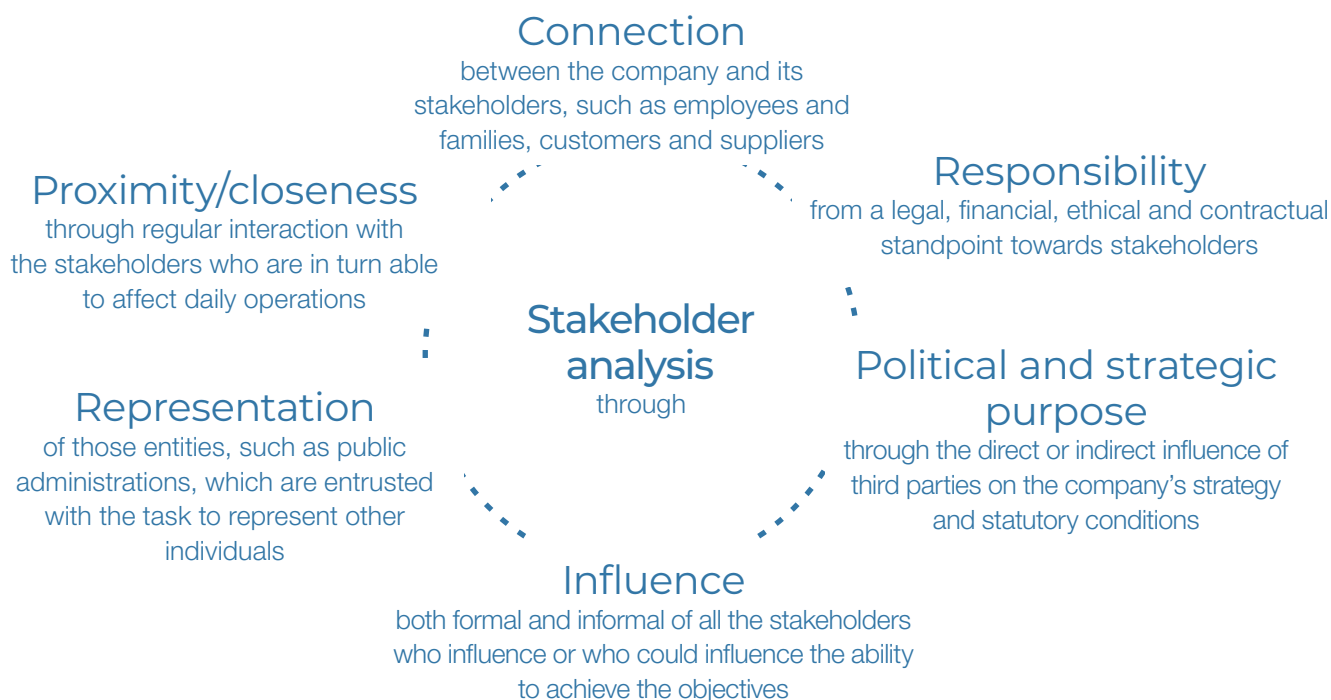 Connection
between the company and its
stakeholders, such as employees and
families, customers and suppliers
Responsibility
from a legal, financial, ethical and contractual
standpoint towards stakeholders
Political and strategic
purpose
through the direct or indirect influence of
third parties on the company’s strategy
and statutory conditions
Influence
both formal and informal of all the stakeholders
who influence or who could influence the ability
to achieve the objectives
Representation
of those entities, such as public
administrations, which are entrusted
with the task to represent other
individuals
Proximity/closeness
through regular interaction with
the stakeholders who are in turn able
to affect daily operations
Stakeholder
analysis
through